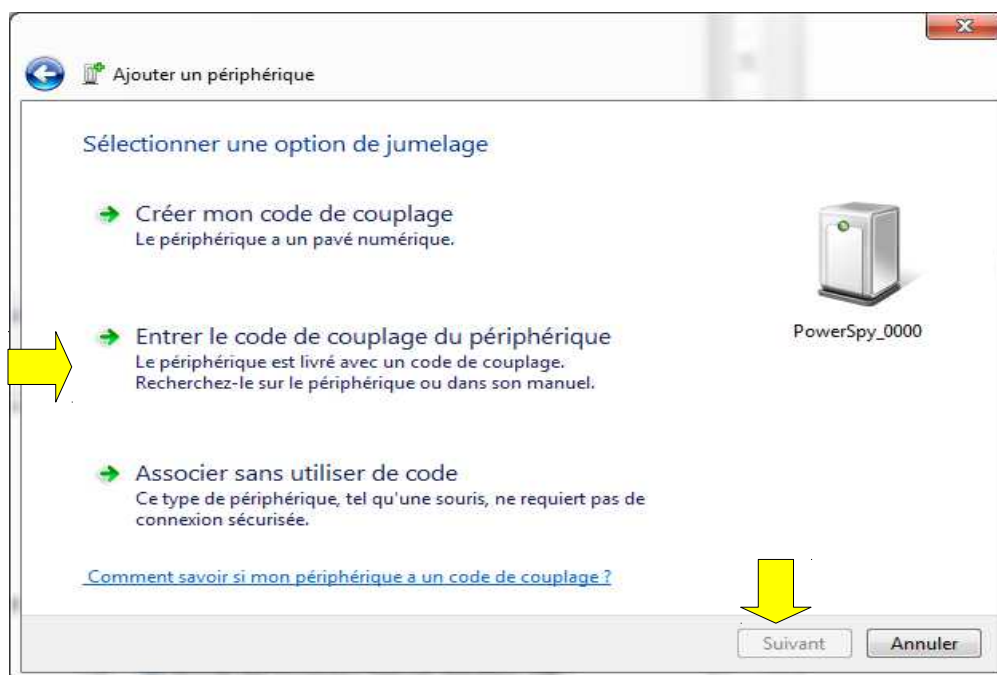 Ajouter un périphérique
Sélectionner une option de jumelage
Créer mon code de couplage
Le périphérique a un pavé numérique.
PowerSpy_0000
Entrer le code de couplage du périphérique
Le périphérique est livré avec un code de couplage.
Recherchez-le sur le périphérique ou dans son manuel.
Associer sans utiliser de code
Ce type de périphérique, tel qu'une souris, ne requiert pas de
connexion sécurisée.
Comment savoir si mon périphérique a un code de couplage ?
Suivant Annuler